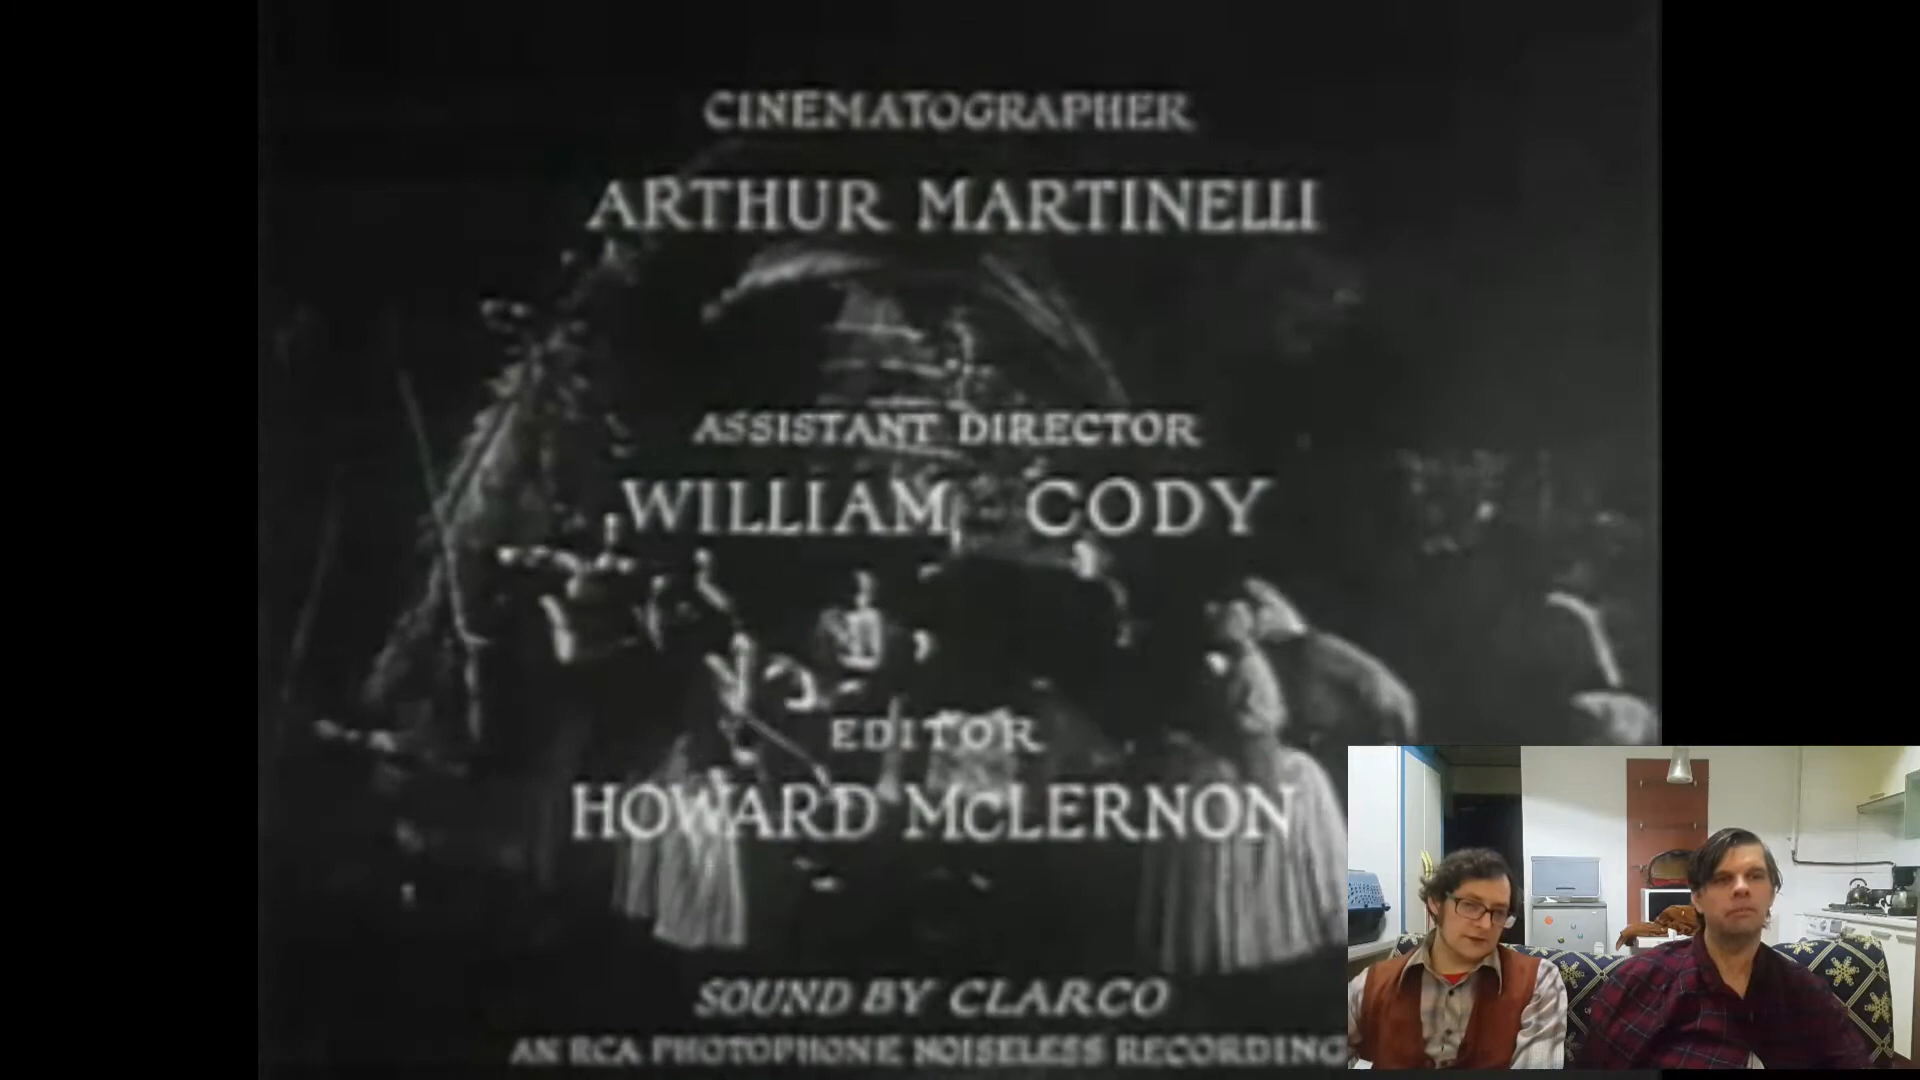 CINEMATOGRAPHER
ARTHUR MARTINELLI
ASSISTANT DIRECTOR
WILLIAM CODY
EDITOR
HOWARD McLERNON
SOUND BY CLARCO
AN RCA PHOTOPHONE NOISELESS RECORDING